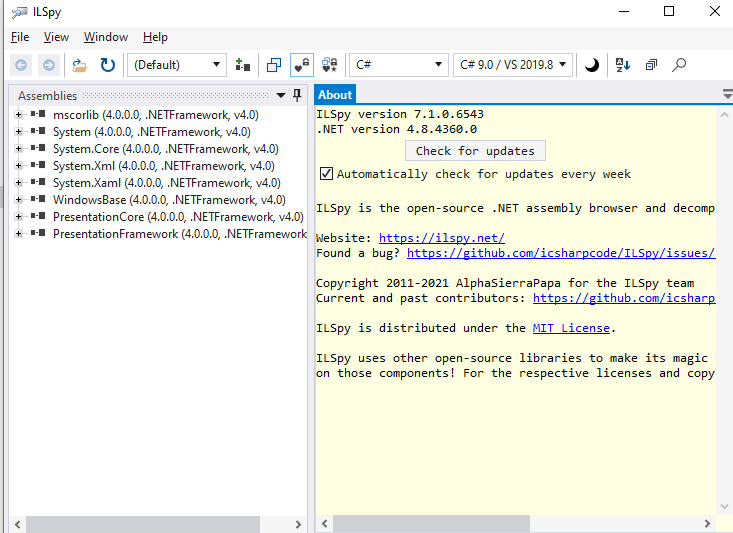 ILSpy
File View Window Help
(Default) C# C# 9.0 / VS 2019.8
Assemblies
mscorlib (4.0.0.0, .NETFramework, v4.0)
System (4.0.0.0, .NETFramework, v4.0)
System.Core (4.0.0.0, .NETFramework, v4.0)
System.Xml (4.0.0.0, .NETFramework, v4.0)
System.Xaml (4.0.0.0, .NETFramework, v4.0)
WindowsBase (4.0.0.0, .NETFramework, v4.0)
PresentationCore (4.0.0.0, .NETFramework, v4.0)
PresentationFramework (4.0.0.0, .NETFramework
About
ILSpy version 7.1.0.6543
.NET version 4.8.4360.0
Check for updates
Automatically check for updates every week
ILSpy is the open-source .NET assembly browser and decomp
Website: https://ilspy.net/
Found a bug? https://github.com/icsharpcode/ILSpy/issues/
Copyright 2011-2021 AlphaSierraPapa for the ILSpy team
Current and past contributors: https://github.com/icsharp
ILSpy is distributed under the MIT License.
ILSpy uses other open-source libraries to make its magic
on those components! For the respective licenses and copy